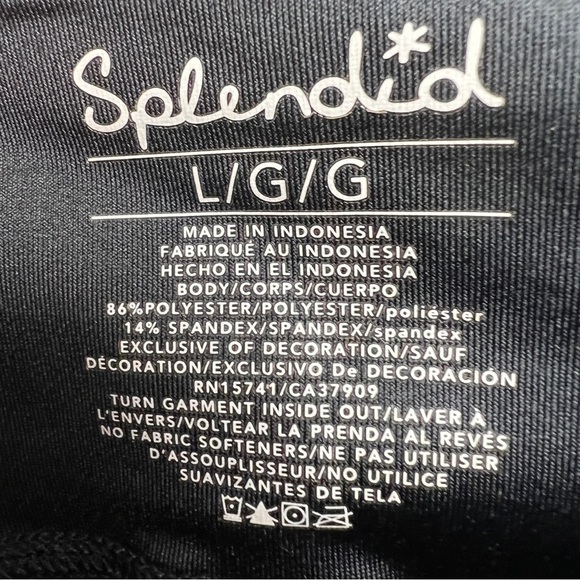 Splendid
L/G/G
MADE IN INDONESIA
FABRIQUÉ AU INDONESIA
HECHO EN EL INDONESIA
BODY/CORPS/CUERPO
86%POLYESTER/POLYESTER/poliéster
14% SPANDEX/SPANDEX/spandex
EXCLUSIVE OF DECORATION/SAUF
DÉCORATION/EXCLUSIVO De DECORACIÓN
RN15741/CA37909
TURN GARMENT INSIDE OUT/LAVER À
L'ENVERS/VOLTEAR LA PRENDA AL REVÉS
NO FABRIC SOFTENERS/NE PAS UTILISER
D'ASSOUPLISSEUR/NO UTILICE
SUAVIZANTES DE TELA